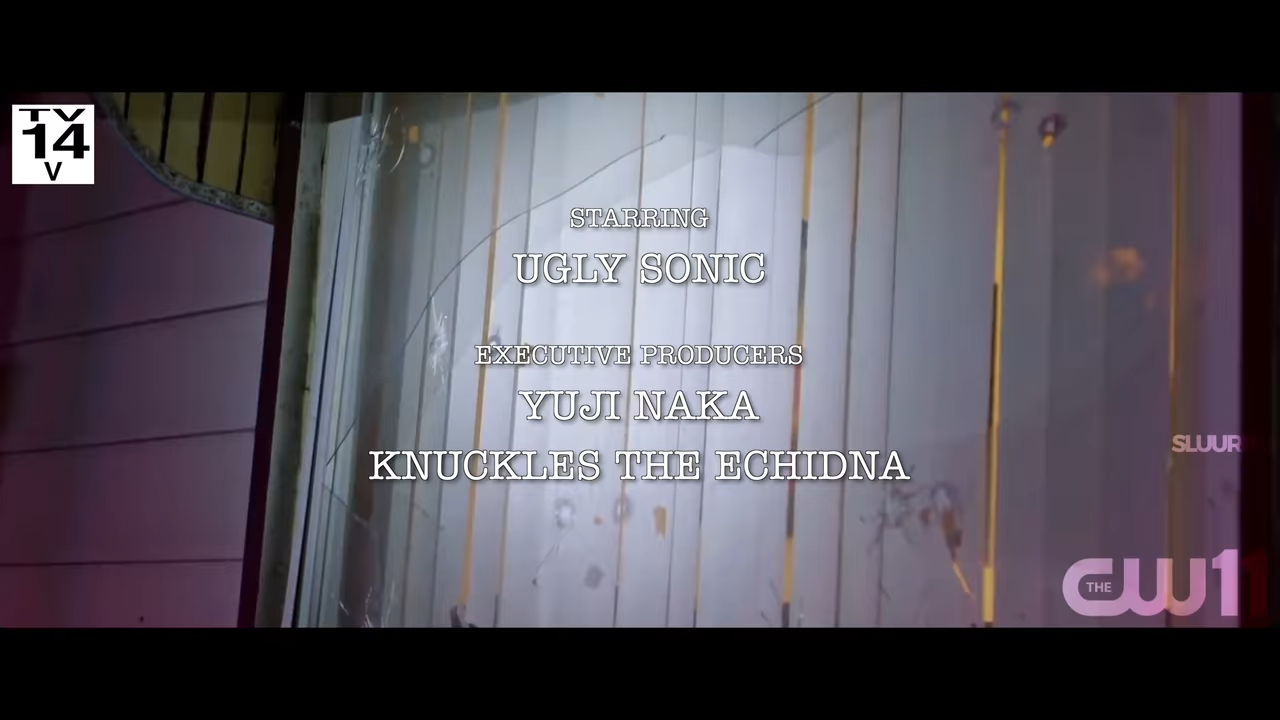 TV
14
V
STARRING
UGLY SONIC
EXECUTIVE PRODUCERS
YUJI NAKA
KNUCKLES THE ECHIDNA
SLUUR
THE CW11